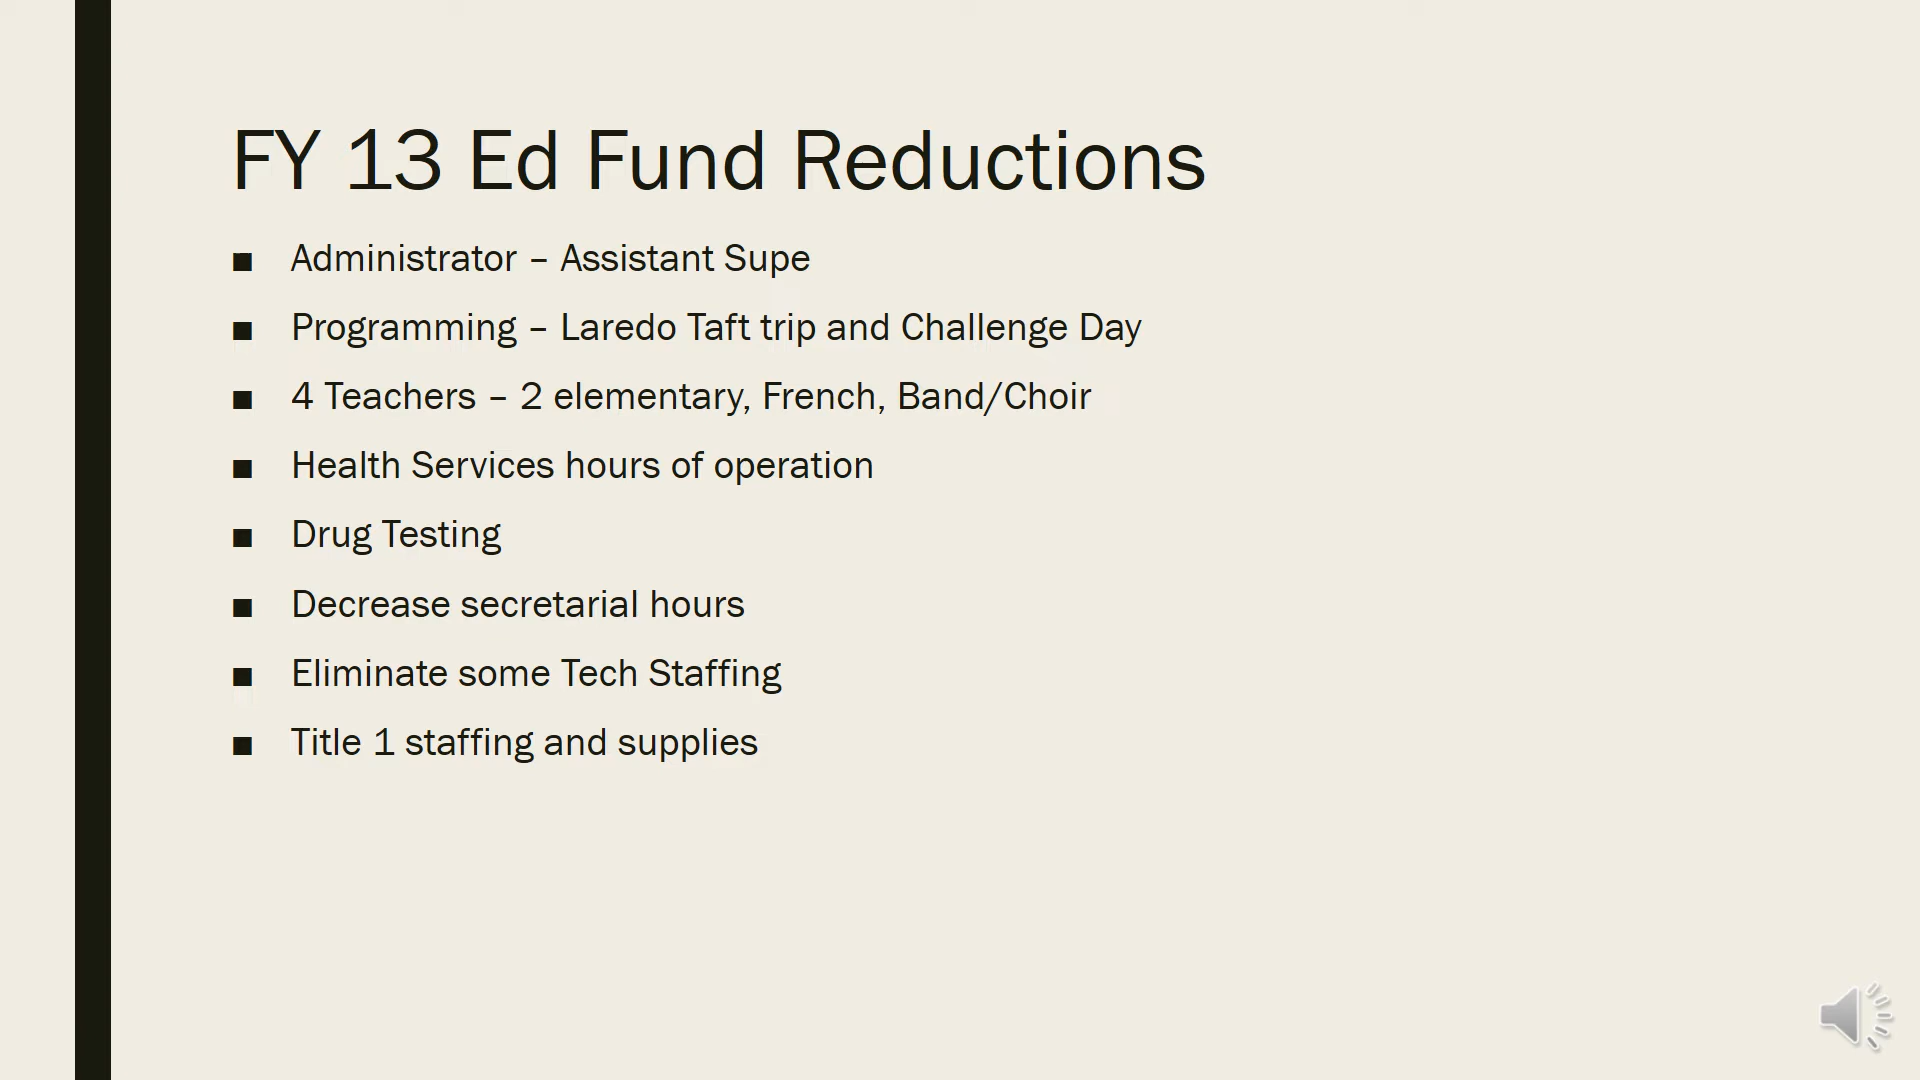 FY 13 Ed Fund Reductions
■ Administrator – Assistant Supe
■ Programming – Laredo Taft trip and Challenge Day
■ 4 Teachers – 2 elementary, French, Band/Choir
■ Health Services hours of operation
■ Drug Testing
■ Decrease secretarial hours
■ Eliminate some Tech Staffing
■ Title 1 staffing and supplies